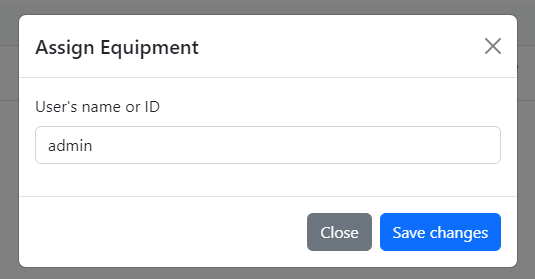 Assign Equipment
User's name or ID
admin
Close Save changes